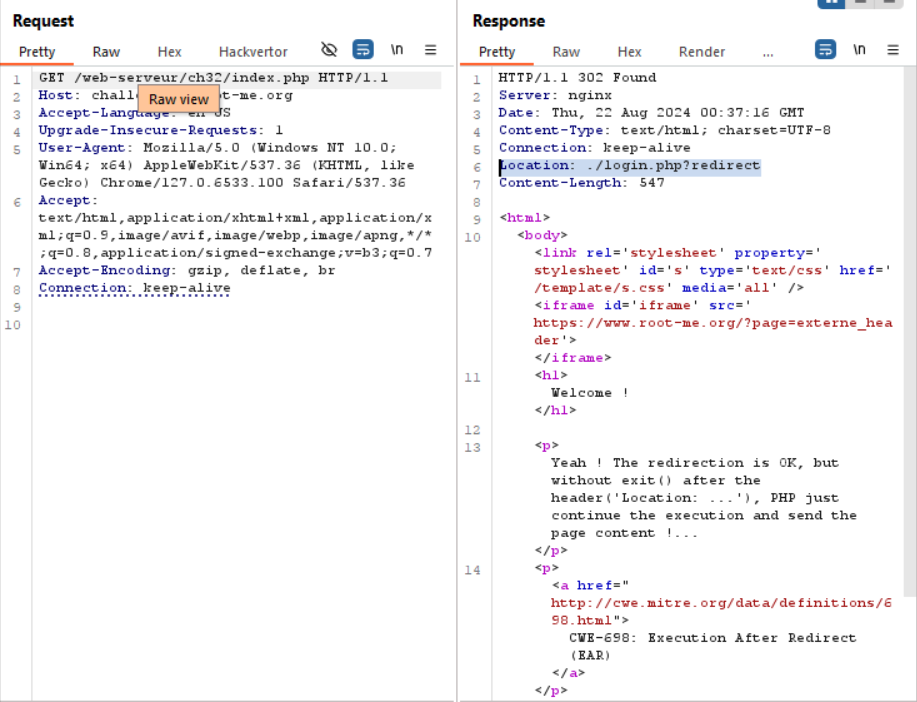 Request
Pretty Raw Hex Hackvertor \n
1 GET /web-serveur/ch32/index.php HTTP/1.1
2 Host: t-me.org
Raw view
3 Accept-Language: en-US
4 Upgrade-Insecure-Requests: 1
5 User-Agent: Mozilla/5.0 (Windows NT 10.0;
Win64; x64) AppleWebKit/537.36 (KHTML, like
Gecko) Chrome/127.0.6533.100 Safari/537.36
6 Accept:
text/html,application/xhtml+xml,application/x
ml;q=0.9,image/avif,image/webp,image/apng,*/*
;q=0.8,application/signed-exchange;v=b3;q=0.7
7 Accept-Encoding: gzip, deflate, br
8 Connection: keep-alive
9
10
Response
Pretty Raw Hex Render ... \n
1 HTTP/1.1 302 Found
2 Server: nginx
3 Date: Thu, 22 Aug 2024 00:37:16 GMT
4 Content-Type: text/html; charset=UTF-8
5 Connection: keep-alive
6 Location: ./login.php?redirect
7 Content-Length: 547
8
9 <html>
10 <body>
<link rel='stylesheet' property='
stylesheet' id='s' type='text/css' href='
/template/s.css' media='all' />
<iframe id='iframe' src='
https://www.root-me.org/?page=externe_hea
der'>
</iframe>
11 <h1>
Welcome !
</h1>
12
13 <p>
Yeah ! The redirection is OK, but
without exit() after the
header('Location: ...'), PHP just
continue the execution and send the
page content !...
</p>
14 <p>
<a href="
http://cwe.mitre.org/data/definitions/6
98.html">
CWE-698: Execution After Redirect
(EAR)
</a>
</p>